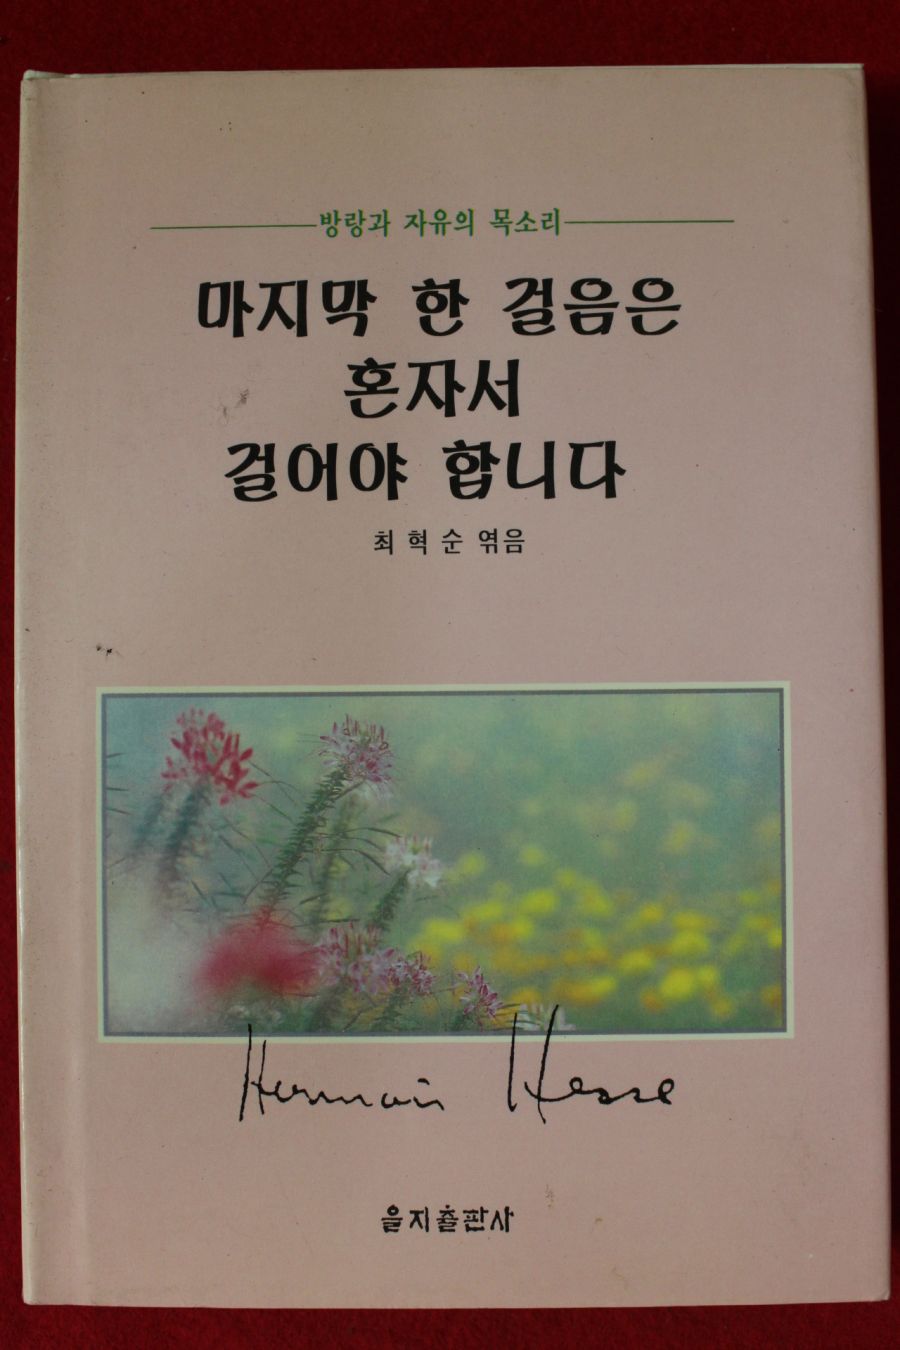 방랑과 자유의 목소리
마지막 한 걸음은
혼자서
걸어야 합니다
최혁순 엮음
Hermann Hesse
을지출판사